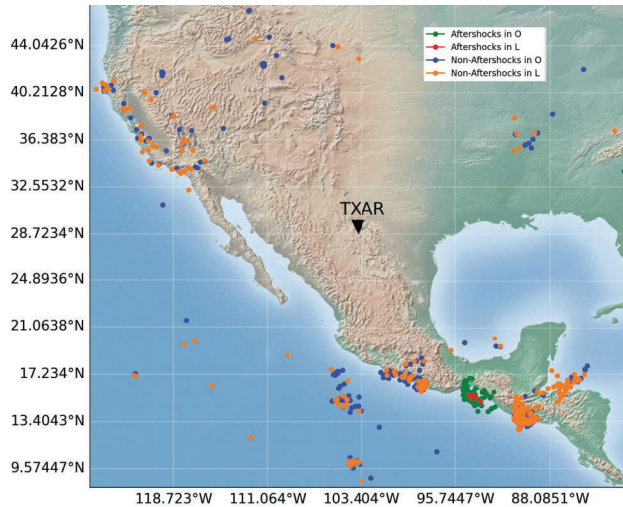 44.0426°N
40.2128°N
36.383°N
32.5532°N
28.7234°N
24.8936°N
21.0638°N
17.234°N
13.4043°N
9.57447°N
118.723°W
111.064°W
103.404°W
95.7447°W
88.0851°W
Aftershocks in O
Aftershocks in L
Non-Aftershocks in O
Non-Aftershocks in L
TXAR